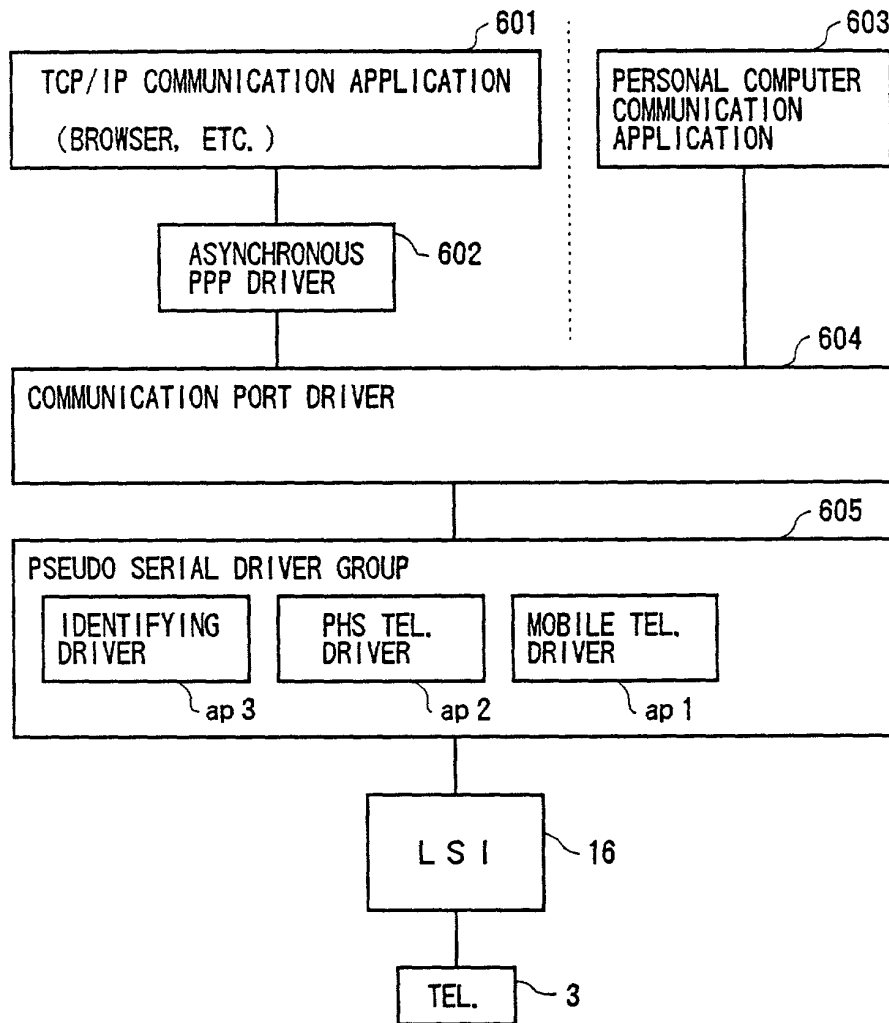 601
TCP/IP COMMUNICATION APPLICATION
(BROWSER, ETC.)
603
PERSONAL COMPUTER
COMMUNICATION
APPLICATION
ASYNCHRONOUS
PPP DRIVER
602
604
COMMUNICATION PORT DRIVER
605
PSEUDO SERIAL DRIVER GROUP
IDENTIFYING
DRIVER
PHS TEL.
DRIVER
MOBILE TEL.
DRIVER
ap 3
ap 2
ap 1
LSI
16
TEL.
3